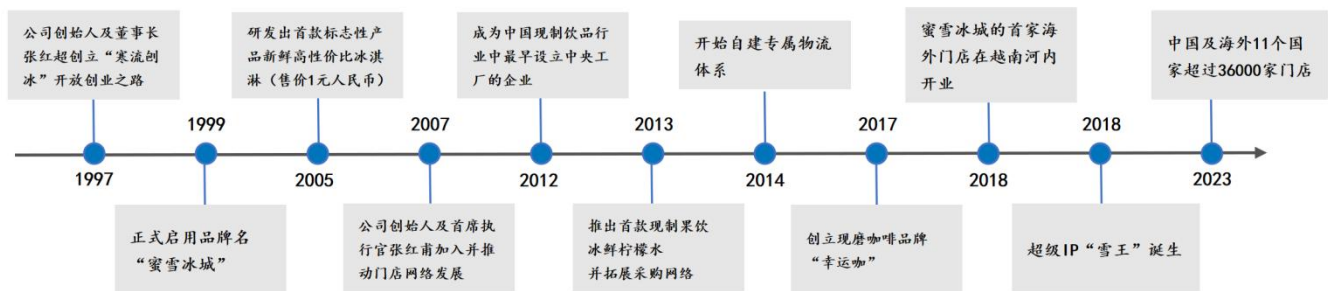 公司创始人及董事长
张红超创立“寒流刨
冰”开放创业之路
1997
1999
正式启用品牌名
“蜜雪冰城”
研发出首款标志性产
品新鲜高性价比冰淇
淋（售价1元人民币）
2005
2007
公司创始人及首席执
行官张红甫加入并推
动门店网络发展
成为中国现制饮品行
业中最早设立中央工
厂的企业
2012
2013
推出首款现制果饮
冰鲜柠檬水
并拓展采购网络
开始自建专属物流
体系
2014
2017
创立现磨咖啡品牌
“幸运咖”
蜜雪冰城的首家海
外门店在越南河内
开业
2018
2018
超级IP“雪王”诞生
中国及海外11个国
家超过36000家门店
2023